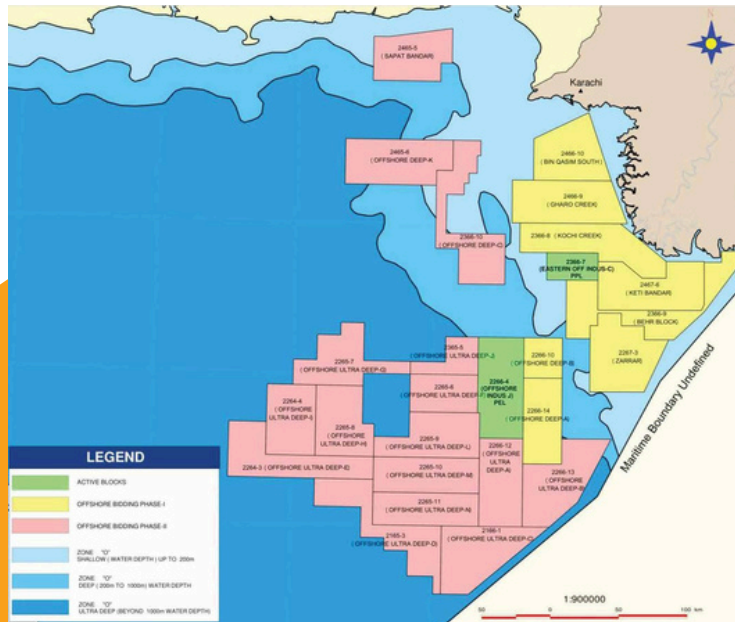 S
2465-5
( SAPAT BANDAR)
Karachi
2465-6
( OFFSHORE DEEP-K
2466-10
( BIN QASIM SOUTH)
2466-9
( GHARO CREEK)
2366-10
( OFFSHORE DEEP-C)
2366-8 ( KOCHI CREEK)
2366-7
(EASTERN OFF INDUS-C)
PPL
2467-8
( KETI BANDAR)
2366-9
( BEHR BLOCK)
2267-3
( ZARRAR)
2365-5
( OFFSHORE ULTRA DEEP-J)
2265-7
( OFFSHORE ULTRA DEEP-G)
2266-4
(OFFSHORE
INDUS J)
PEL
2266-10
( OFFSHORE DEEP-B)
2264-4
( OFFSHORE
ULTRA DEEP-I)
2265-8
( OFFSHORE
ULTRA DEEP-H)
2265-6
( OFFSHORE ULTRA DEEP-F)
2266-14
( OFFSHORE DEEP-A)
2265-9
( OFFSHORE ULTRA DEEP-L)
2266-12
( OFFSHORE
ULTRA
DEEP-A)
2264-3 ( OFFSHORE ULTRA DEEP-E)
2265-10
( OFFSHORE ULTRA DEEP-M)
2266-13
( OFFSHORE
ULTRA DEEP-B)
2265-11
( OFFSHORE ULTRA DEEP-N)
2165-3
( OFFSHORE ULTRA DEEP-D)
2166-1
( OFFSHORE ULTRA DEEP-C)
Maritime Boundary Undefined
LEGEND
ACTIVE BLOCKS
OFFSHORE BIDDING PHASE-I
OFFSHORE BIDDING PHASE-II
ZONE "O"
SHALLOW ( WATER DEPTH ) UP TO 200m
ZONE "O"
DEEP ( 200m TO 1000m) WATER DEPTH
ZONE "O"
ULTRA DEEP (BEYOND 1000m WATER DEPTH)
1:900000
50 0 50 100 km